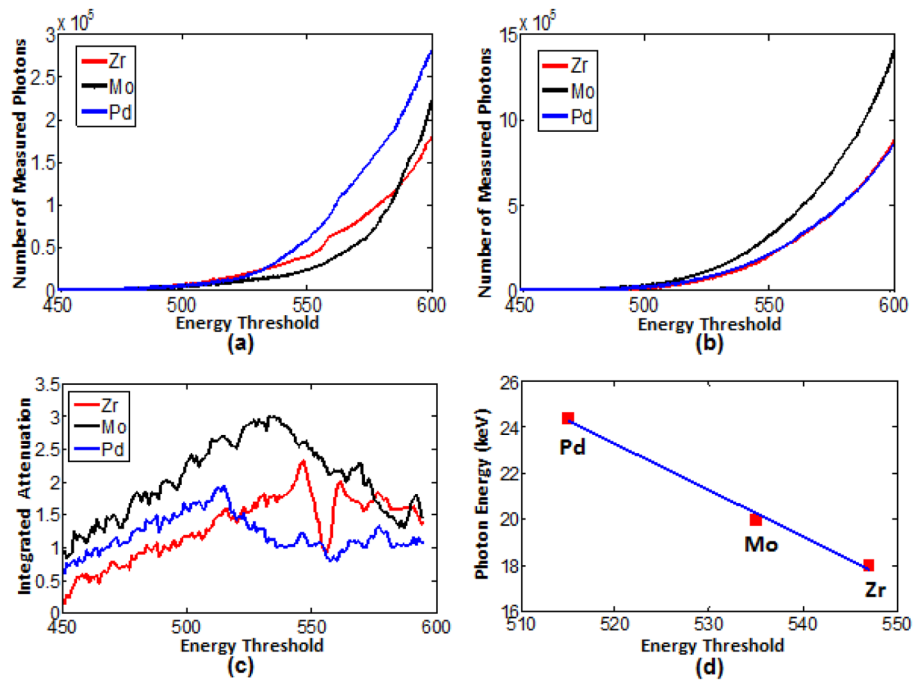 3 x 10^5
Number of Measured Photons
2.5
2
1.5
1
0.5
0
Zr
Mo
Pd
450
500
550
600
Energy Threshold
(a)
15 x 10^5
Number of Measured Photons
10
5
0
Zr
Mo
Pd
450
500
550
600
Energy Threshold
(b)
3.5
3
2.5
2
1.5
1
0.5
0
Integrated Attenuation
Zr
Mo
Pd
450
500
550
600
Energy Threshold
(c)
26
24
22
20
18
16
Photon Energy (keV)
Pd
Mo
Zr
510
520
530
540
550
Energy Threshold
(d)